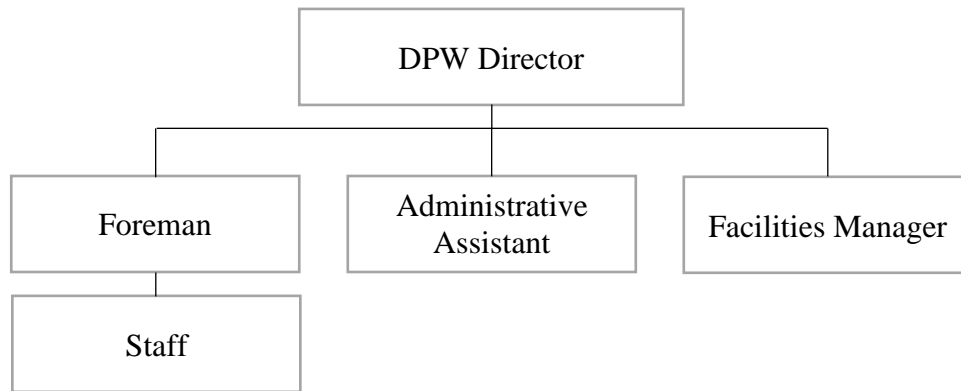 DPW Director
Foreman
Administrative
Assistant
Facilities Manager
Staff